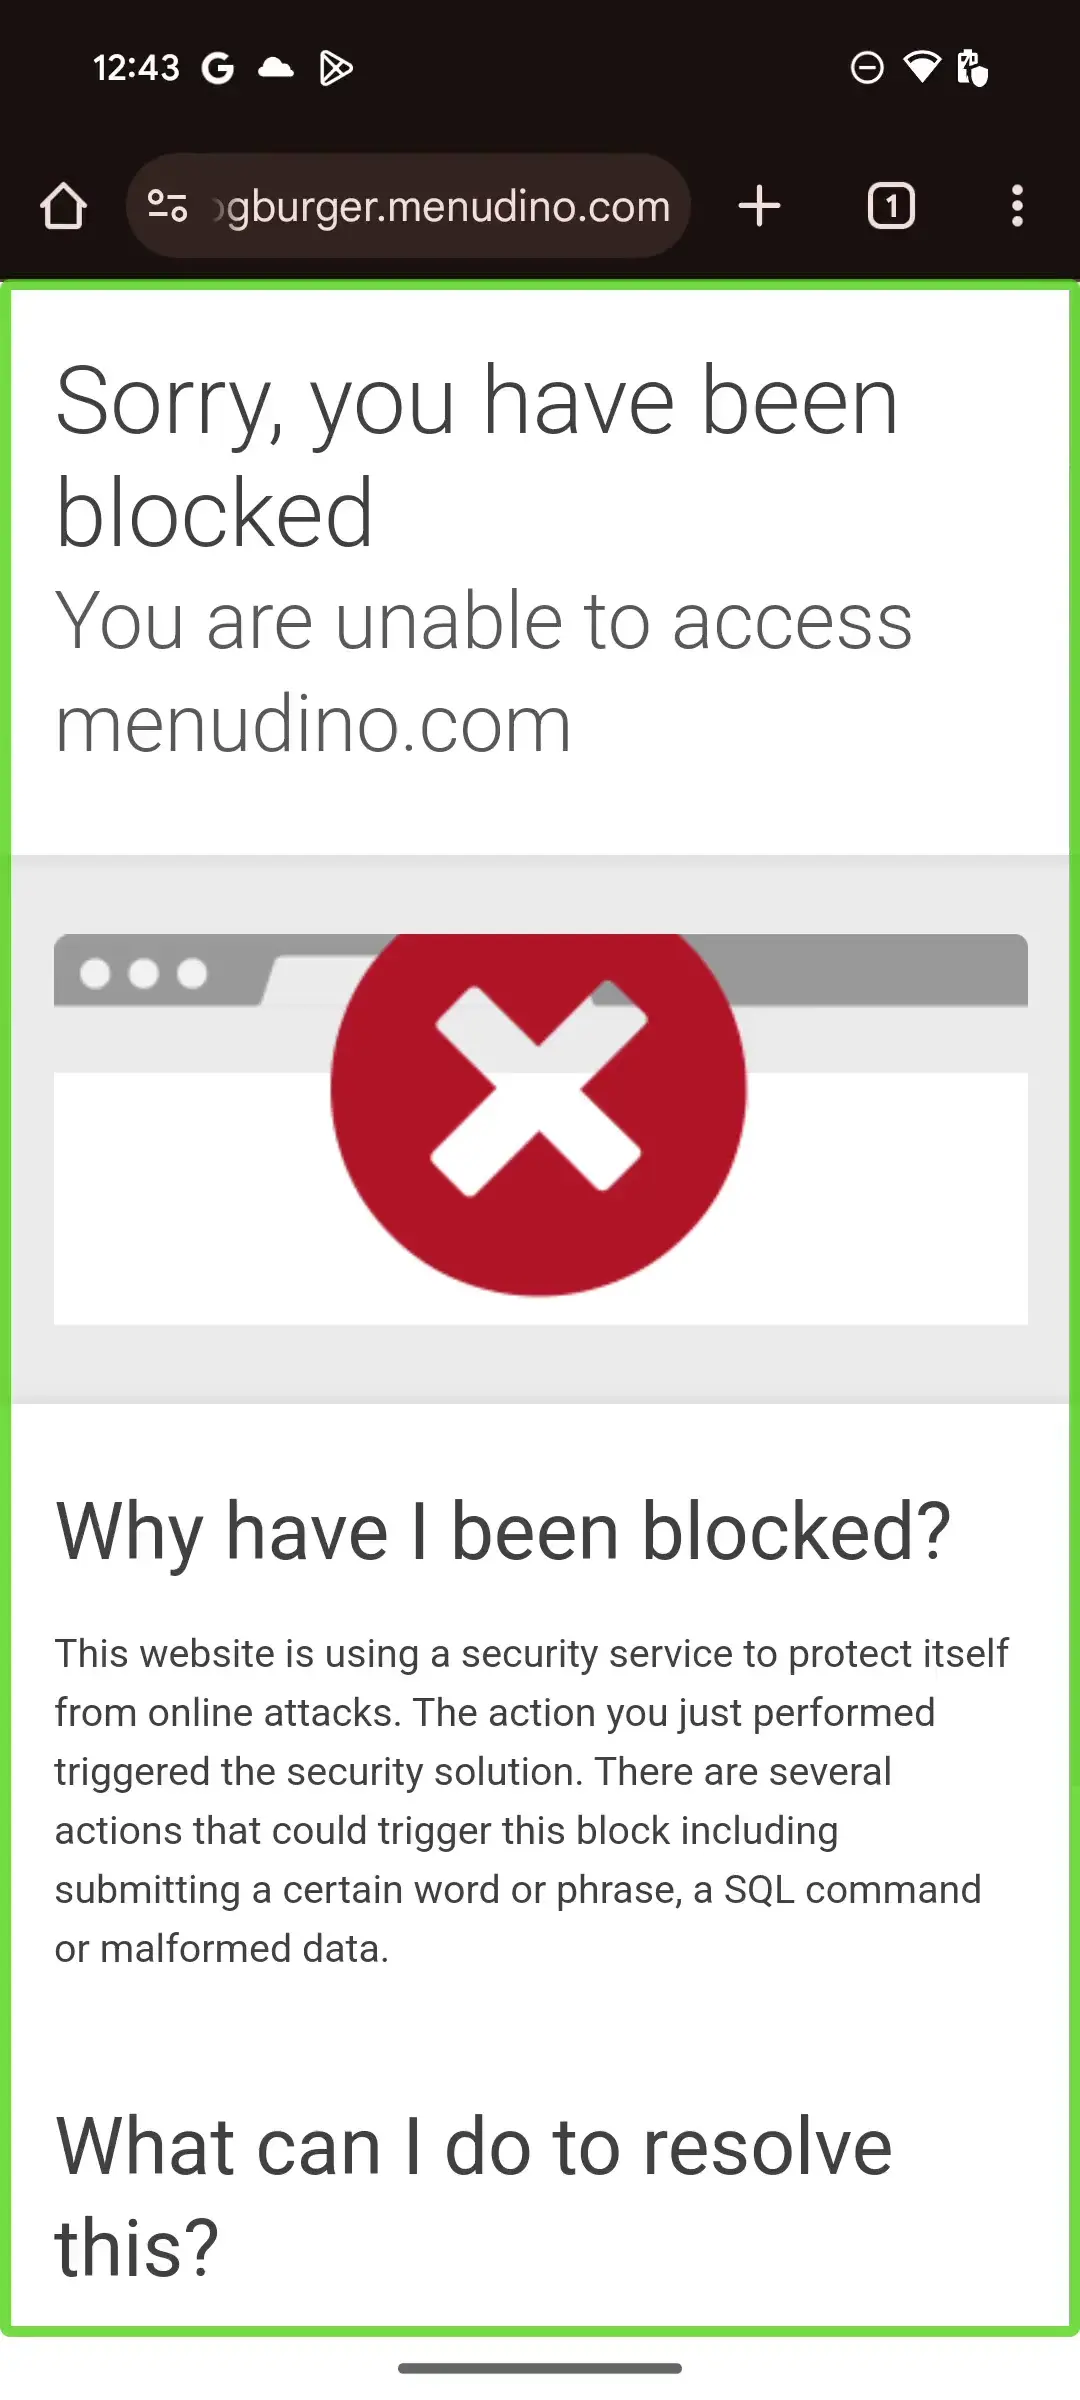 12:43
gburger.menudino.com
1
Sorry, you have been
blocked
You are unable to access
menudino.com
Why have I been blocked?
This website is using a security service to protect itself
from online attacks. The action you just performed
triggered the security solution. There are several
actions that could trigger this block including
submitting a certain word or phrase, a SQL command
or malformed data.
What can I do to resolve
this?